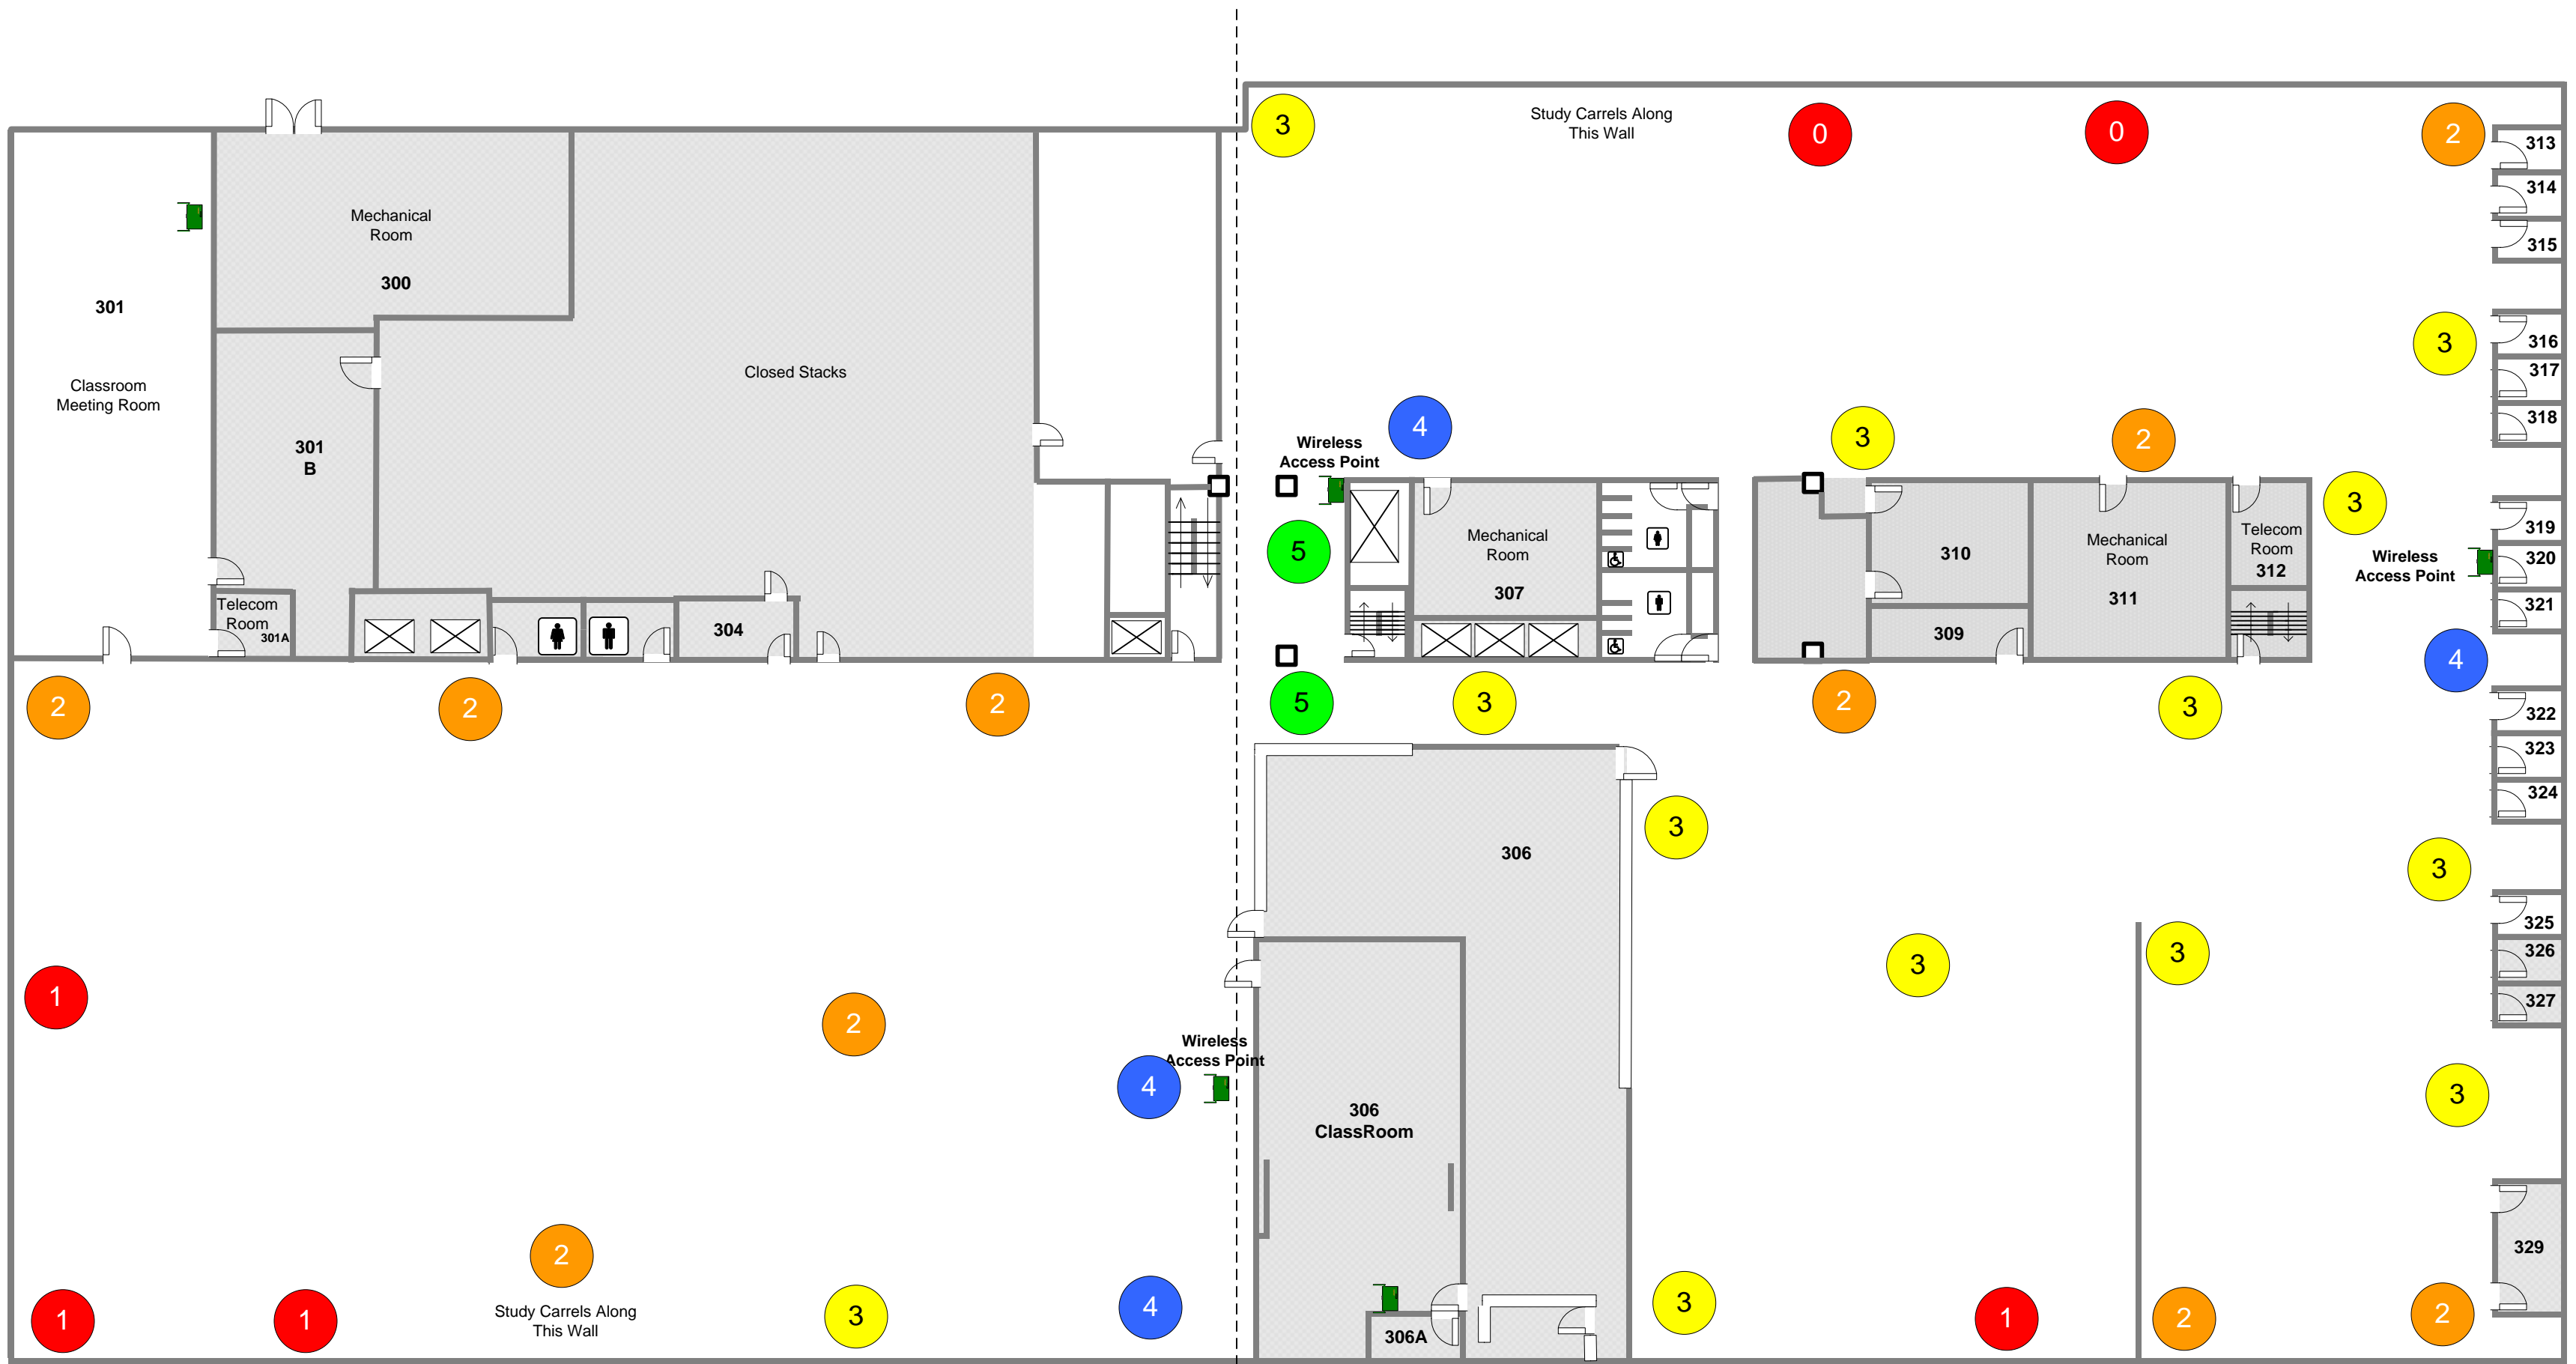 3
Study Carrels Along
This Wall
0
0
2
313
314
315
Mechanical
Room
300
301
Classroom
Meeting Room
Closed Stacks
301
B
316
317
318
3
4
3
2
3
Wireless
Access Point
5
Mechanical
Room
307
310
309
Mechanical
Room
311
Telecom
Room
312
Wireless
Access Point
319
320
321
Telecom
Room
301A
304
4
2
2
2
5
3
2
3
322
323
324
3
306
3
325
326
327
1
2
3
3
Wireless
Access Point
4
306
ClassRoom
3
329
2
Study Carrels Along
This Wall
1
1
3
4
306A
3
1
2
2